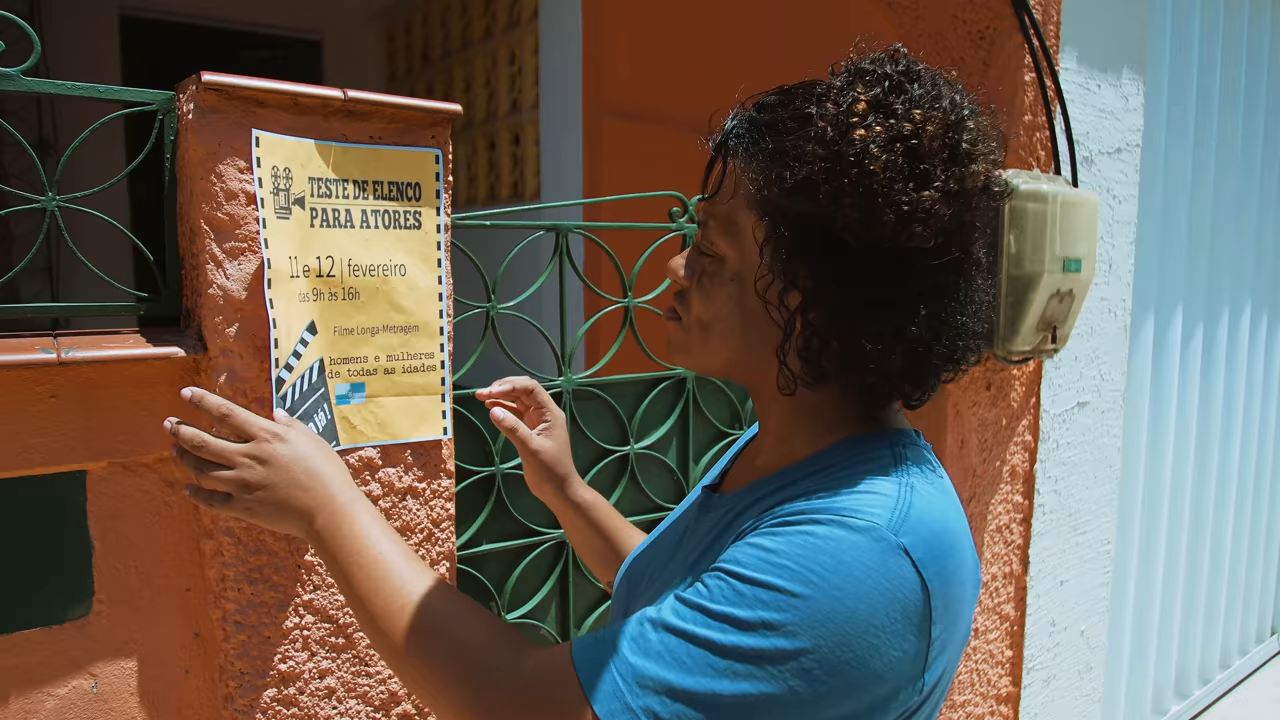 TESTE DE ELENCO
PARA ATORES
11 e 12 | fevereiro
das 9h às 16h
Filme Longa-Metragem
homens e mulheres
de todas as idades
já!